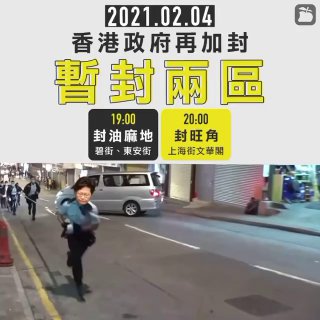 2021.02.04
香港政府再加封
暫封兩區
19:00
封油麻地
碧街、東安街
20:00
封旺角
上海街文華閣